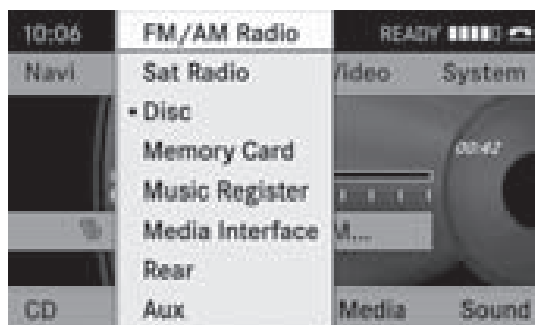 10:06 FM/AM Radio READY
Navi Sat Radio Video System
• Disc
Memory Card 00:42
Music Register
Media Interface M...
Rear
CD Aux Media Sound